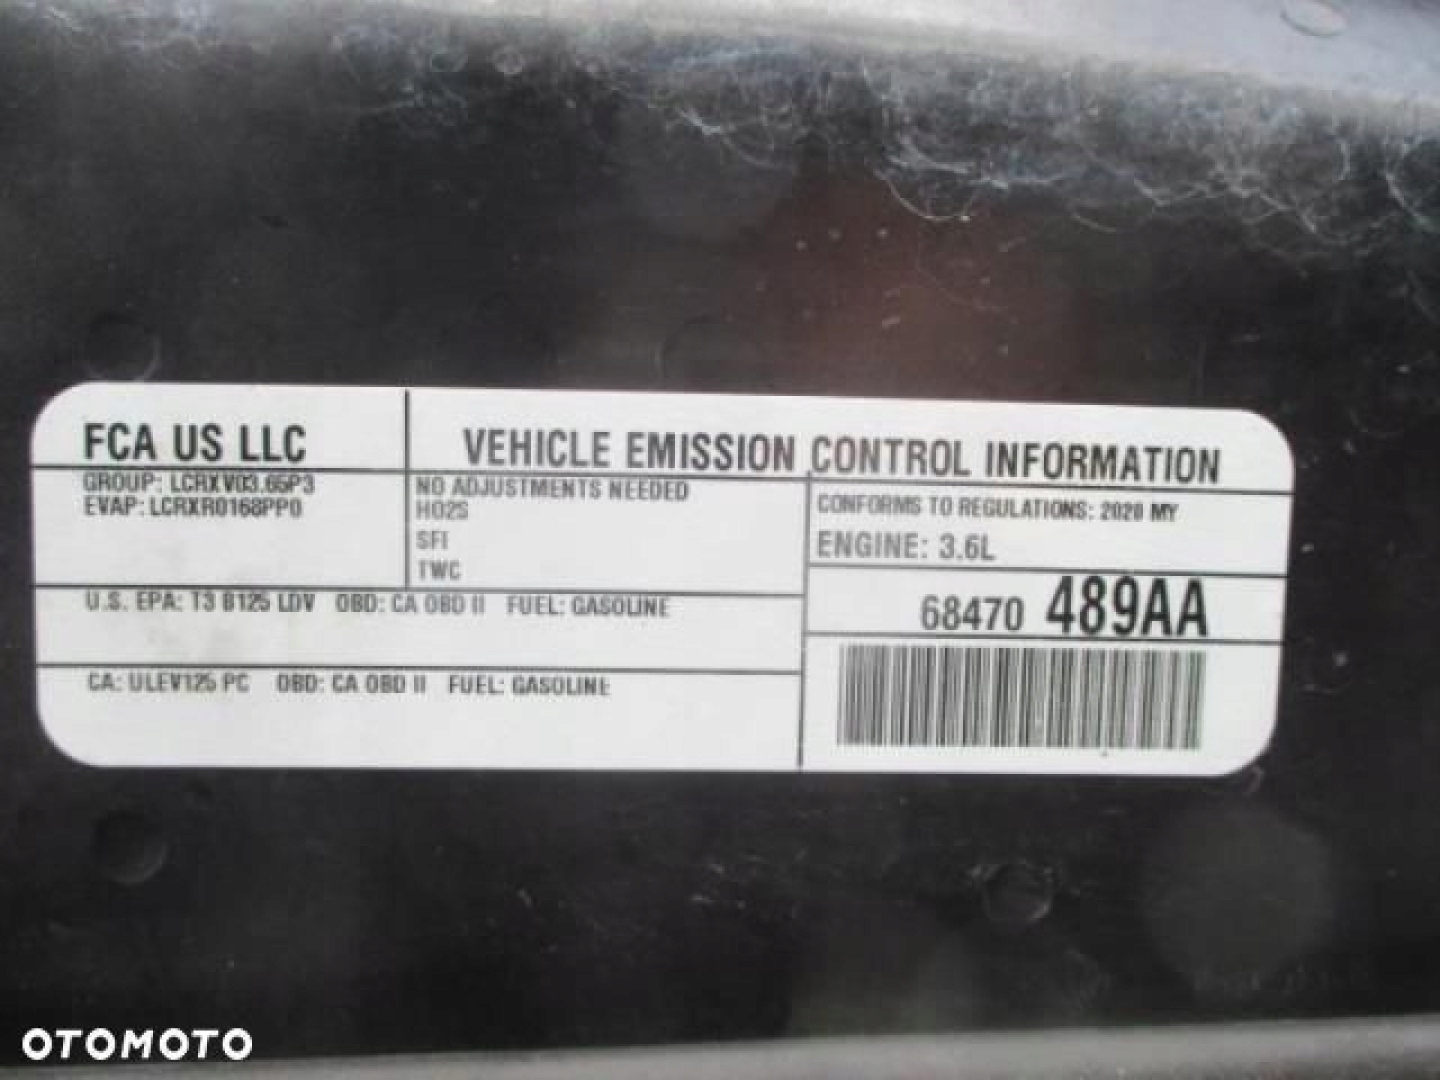 FCA US LLC
VEHICLE EMISSION CONTROL INFORMATION
GROUP: LCRXV03.65P3
EVAP: LCRXR0168PP0
NO ADJUSTMENTS NEEDED
HO2S
SFI
TWC
CONFORMS TO REGULATIONS: 2020 MY
ENGINE: 3.6L
68470 489AA
U.S. EPA: T3 B125 LDV OBD: CA OBD II FUEL: GASOLINE
CA: ULEV125 PC OBD: CA OBD II FUEL: GASOLINE
OTOMOTO